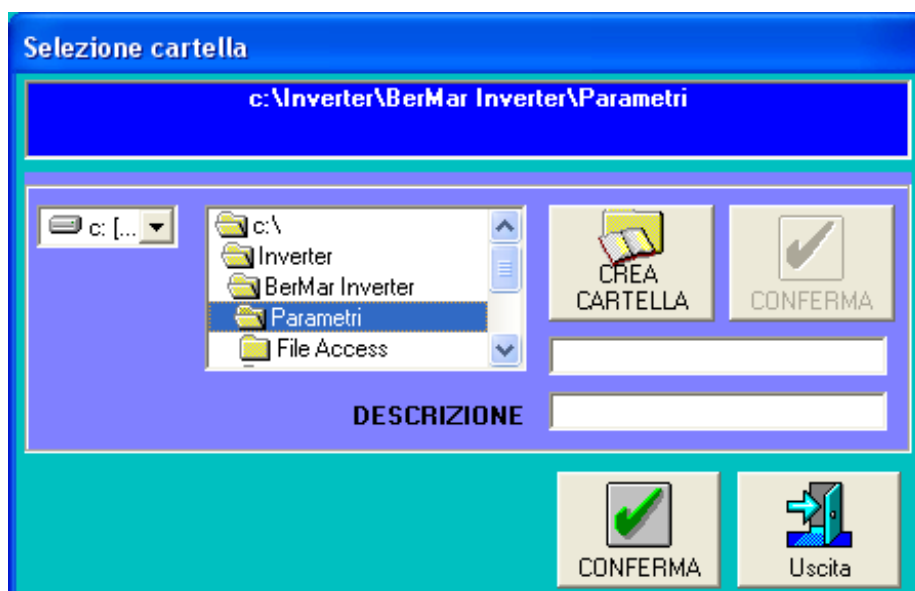 Selezione cartella
c:\Inverter\BerMar Inverter\Parametri
c: [...
c:\
Inverter
BerMar Inverter
Parametri
File Access
CREA
CARTELLA
CONFERMA
DESCRIZIONE
CONFERMA
Uscita